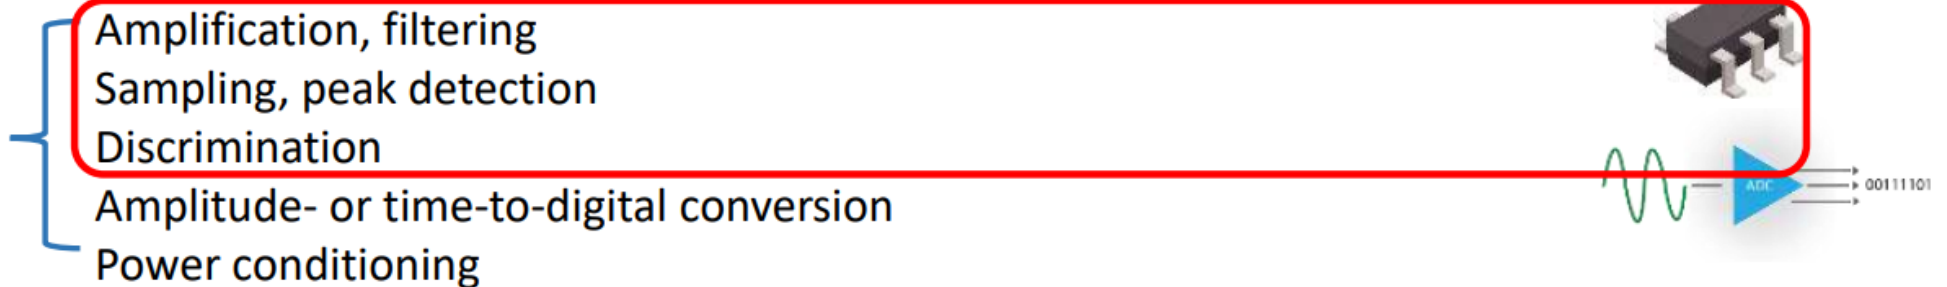 Amplification, filtering
Sampling, peak detection
Discrimination
ADC
00111101
Amplitude- or time-to-digital conversion
Power conditioning